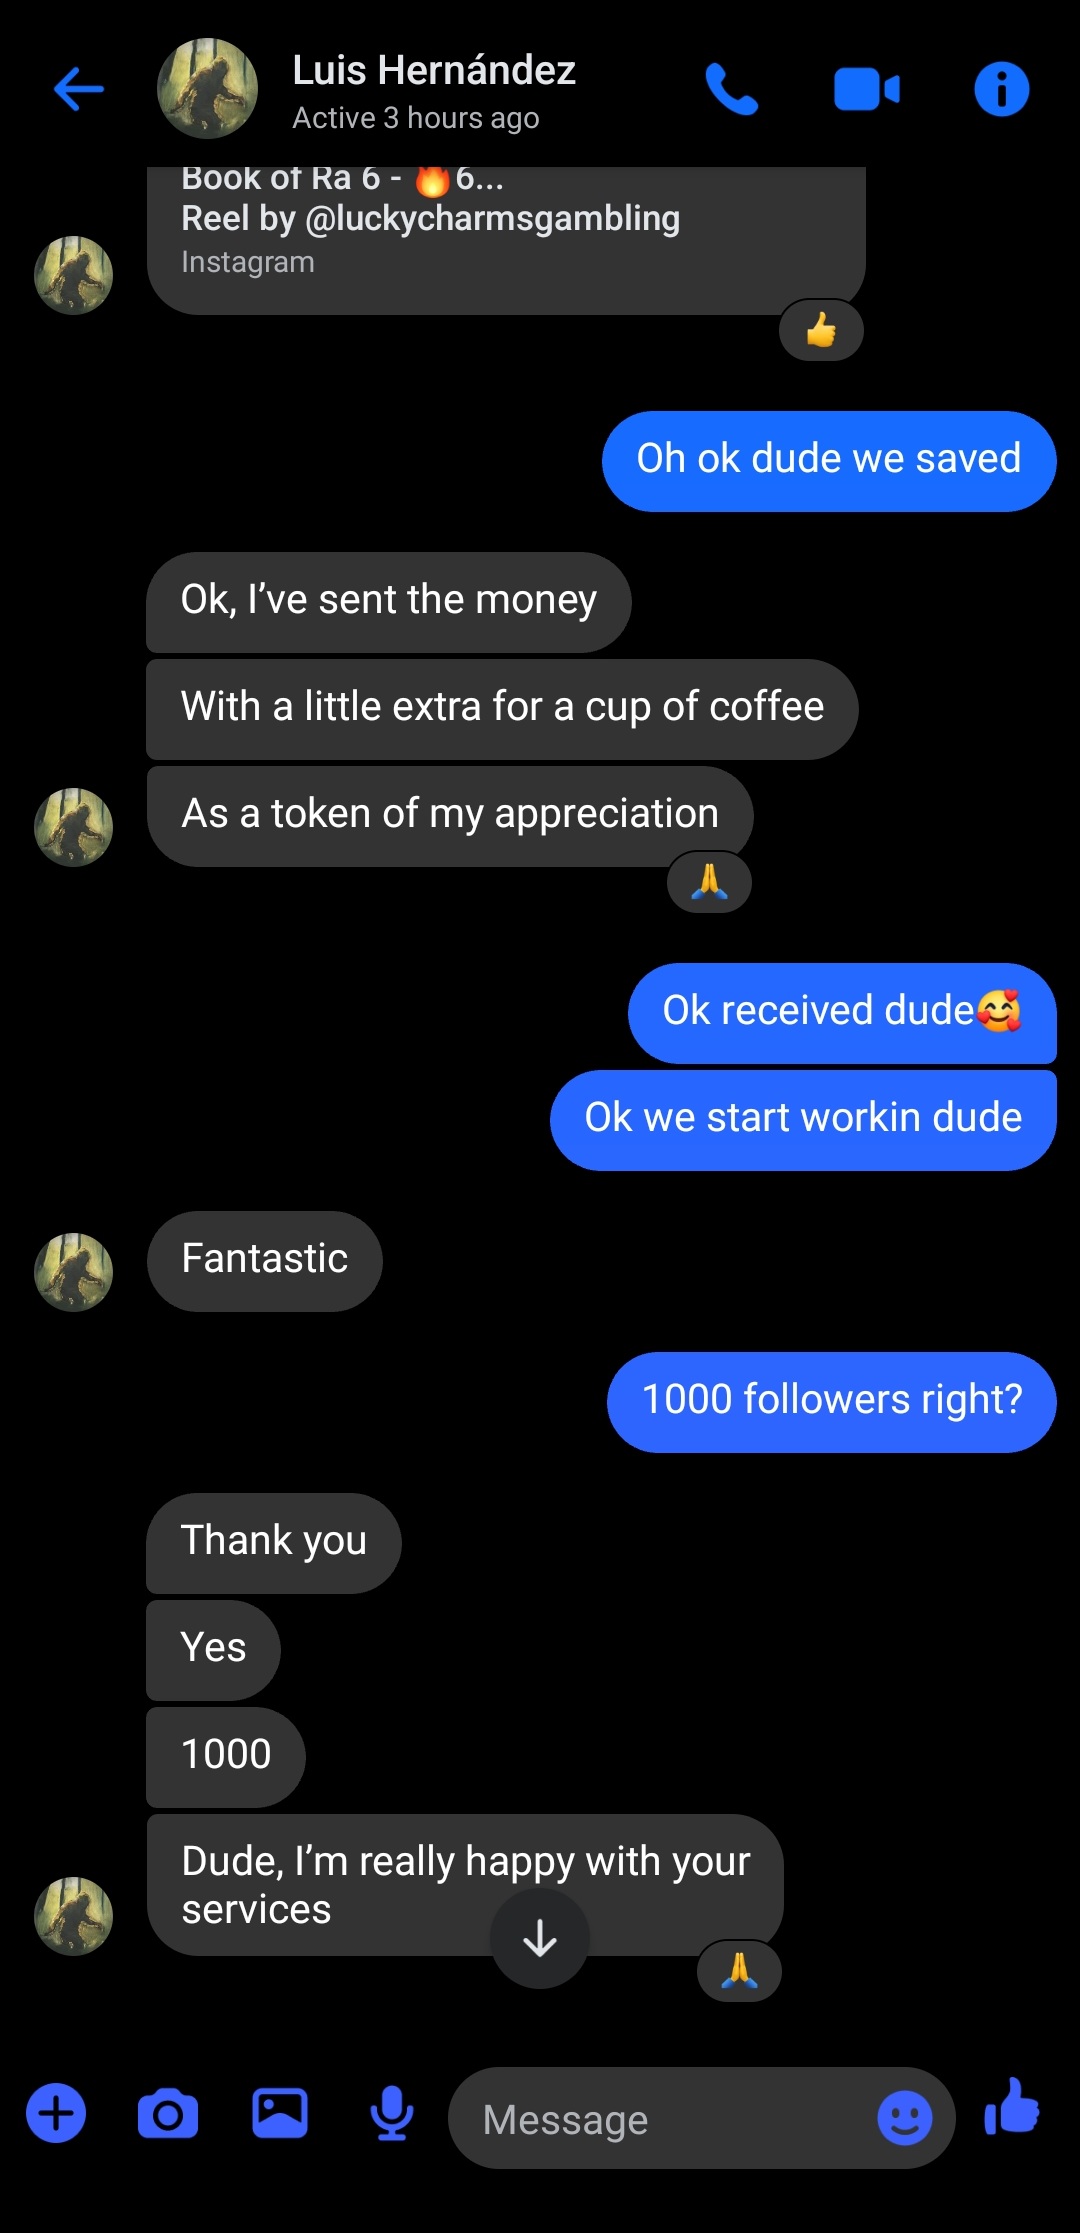 Luis Hernández
Active 3 hours ago
Book of Ra 6 - 🔥6...
Reel by @luckycharmsgambling
Instagram
Oh ok dude we saved
Ok, I’ve sent the money
With a little extra for a cup of coffee
As a token of my appreciation
Ok received dude🥰
Ok we start workin dude
Fantastic
1000 followers right?
Thank you
Yes
1000
Dude, I’m really happy with your
services
Message